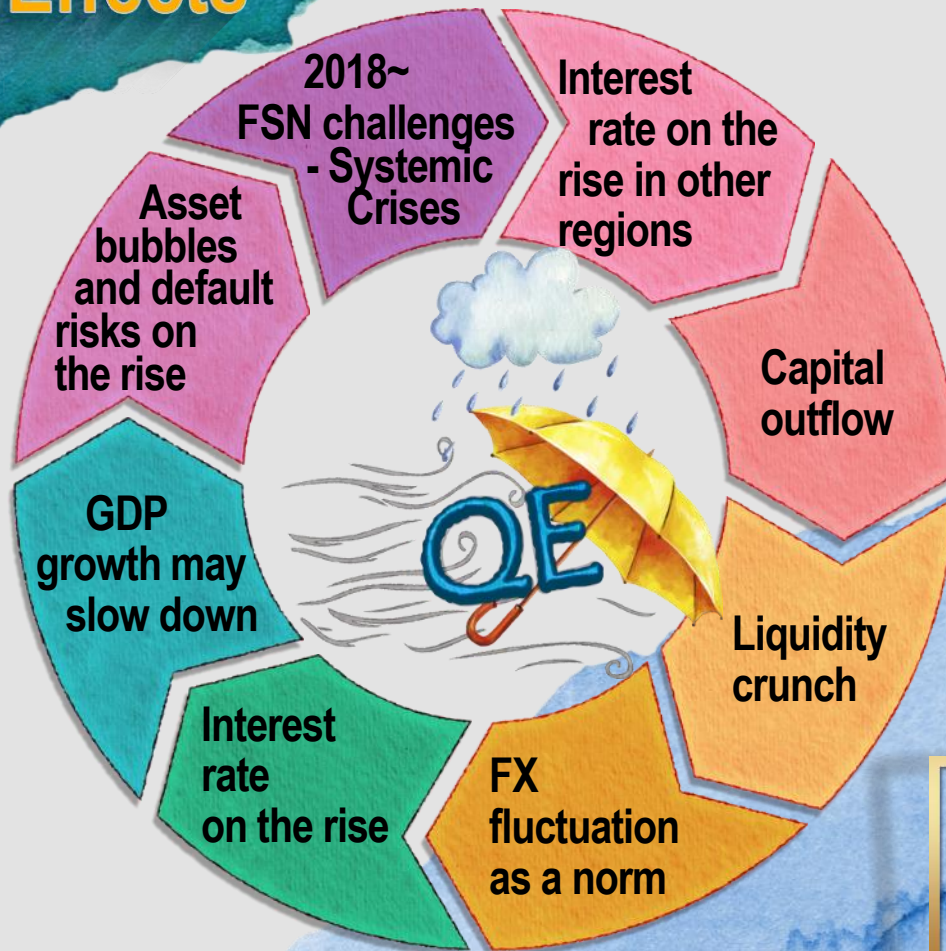 Effects
2018~
FSN challenges
- Systemic
Crises
Interest
rate on the
rise in other
regions
Capital
outflow
Liquidity
crunch
FX
fluctuation
as a norm
Interest
rate
on the rise
GDP
growth may
slow down
Asset
bubbles
and default
risks on
the rise
QE